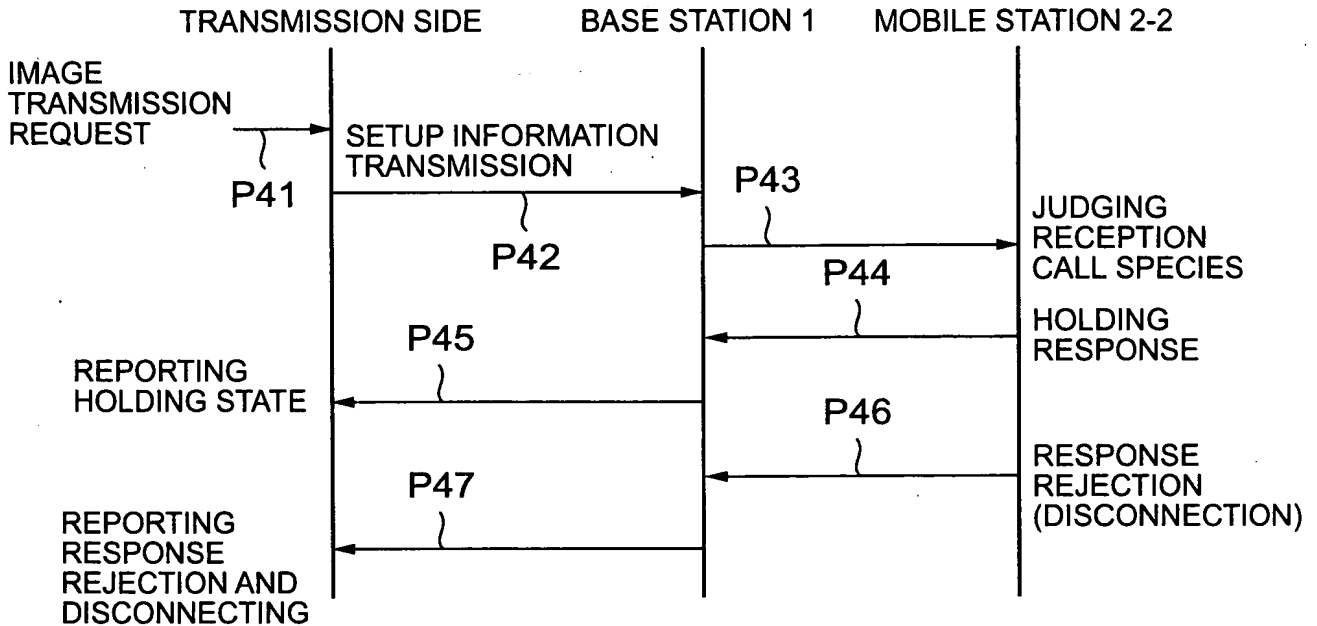 TRANSMISSION SIDE
BASE STATION 1
MOBILE STATION 2-2
IMAGE
TRANSMISSION
REQUEST
P41
SETUP INFORMATION
TRANSMISSION
P42
P43
JUDGING
RECEPTION
CALL SPECIES
P44
HOLDING
RESPONSE
P45
REPORTING
HOLDING STATE
P46
RESPONSE
REJECTION
(DISCONNECTION)
P47
REPORTING
RESPONSE
REJECTION AND
DISCONNECTING